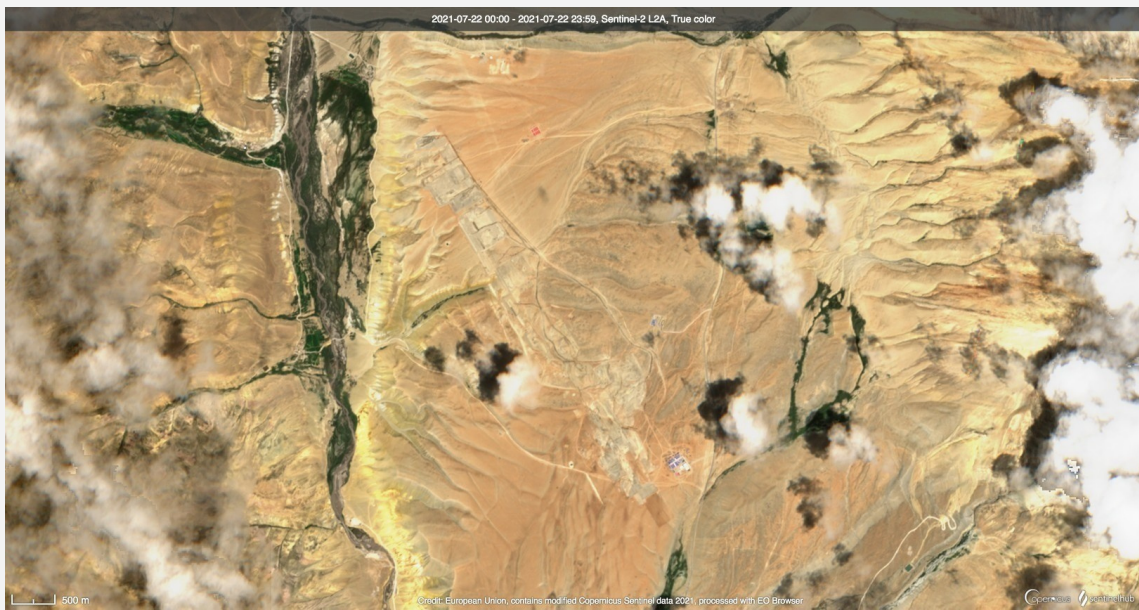 2021-07-22 00:00 - 2021-07-22 23:59, Sentinel-2 L2A, True color
500 m
Credit: European Union, contains modified Copernicus Sentinel data 2021, processed with EO Browser
opernicus
sentinelhub